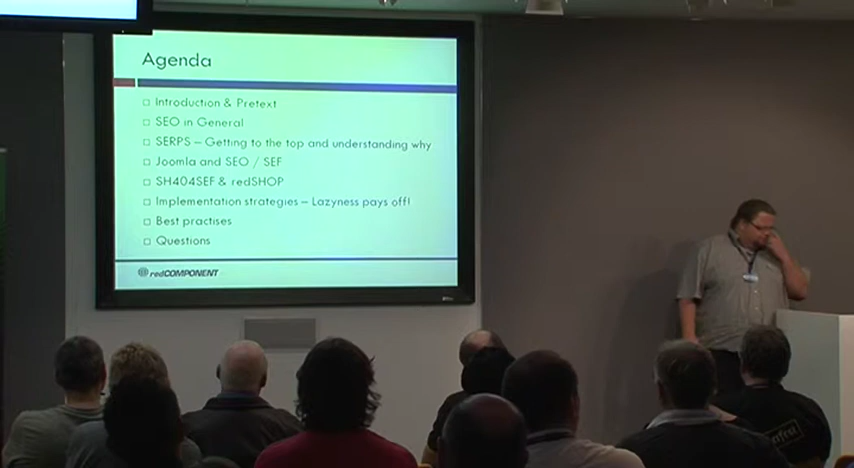 Agenda
Introduction & Pretext
SEO in General
SERPS – Getting to the top and understanding why
Joomla and SEO / SEF
SH404SEF & redSHOP
Implementation strategies – Lazyness pays off!
Best practises
Questions
redCOMPONENT